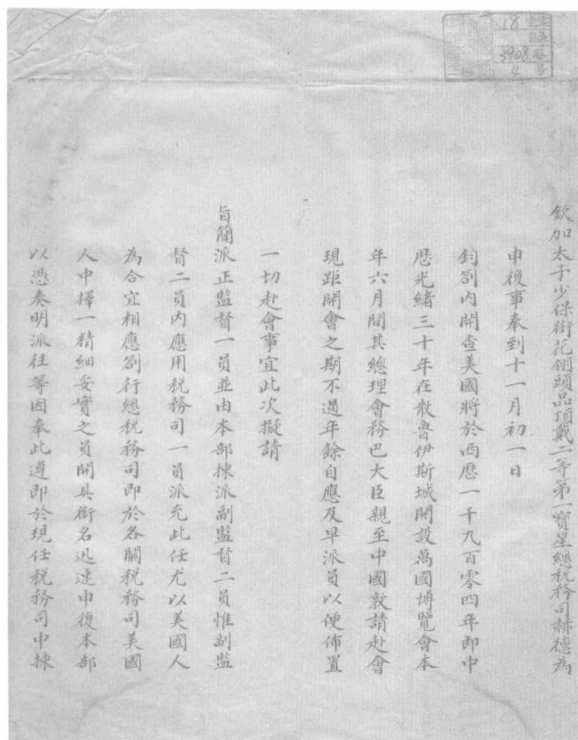 欽加太子少保銜花翎頭品頂戴二等第一寶星總稅務司赫德為
申復事奉到十一月初一日
鈞劄內開查美國將於西歷一千九百零四年即中
歷光緒三十年在散魯伊斯城開設萬國博覽會本
年六月間其總理會務巴大臣親至中國敦請赴會
現距開會之期不過年餘自應及早派員以便佈置
一切赴會事宜此次擬請
旨簡派正監督一員並由本部揀派副監督二員惟副監
督二員內應用稅務司一員派充此任尤以美國人
為合宜相應劄行總稅務司即於各關稅務司美國
人中擇一精細妥實之員開具銜名迅速申復本部
以憑奏明派往等因奉此遵即於現任稅務司中揀
18
3908
4
號